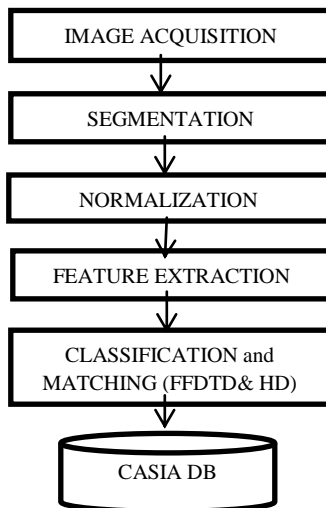 IMAGE ACQUISITION
SEGMENTATION
NORMALIZATION
FEATURE EXTRACTION
CLASSIFICATION and
MATCHING (FFDTD& HD)
CASIA DB